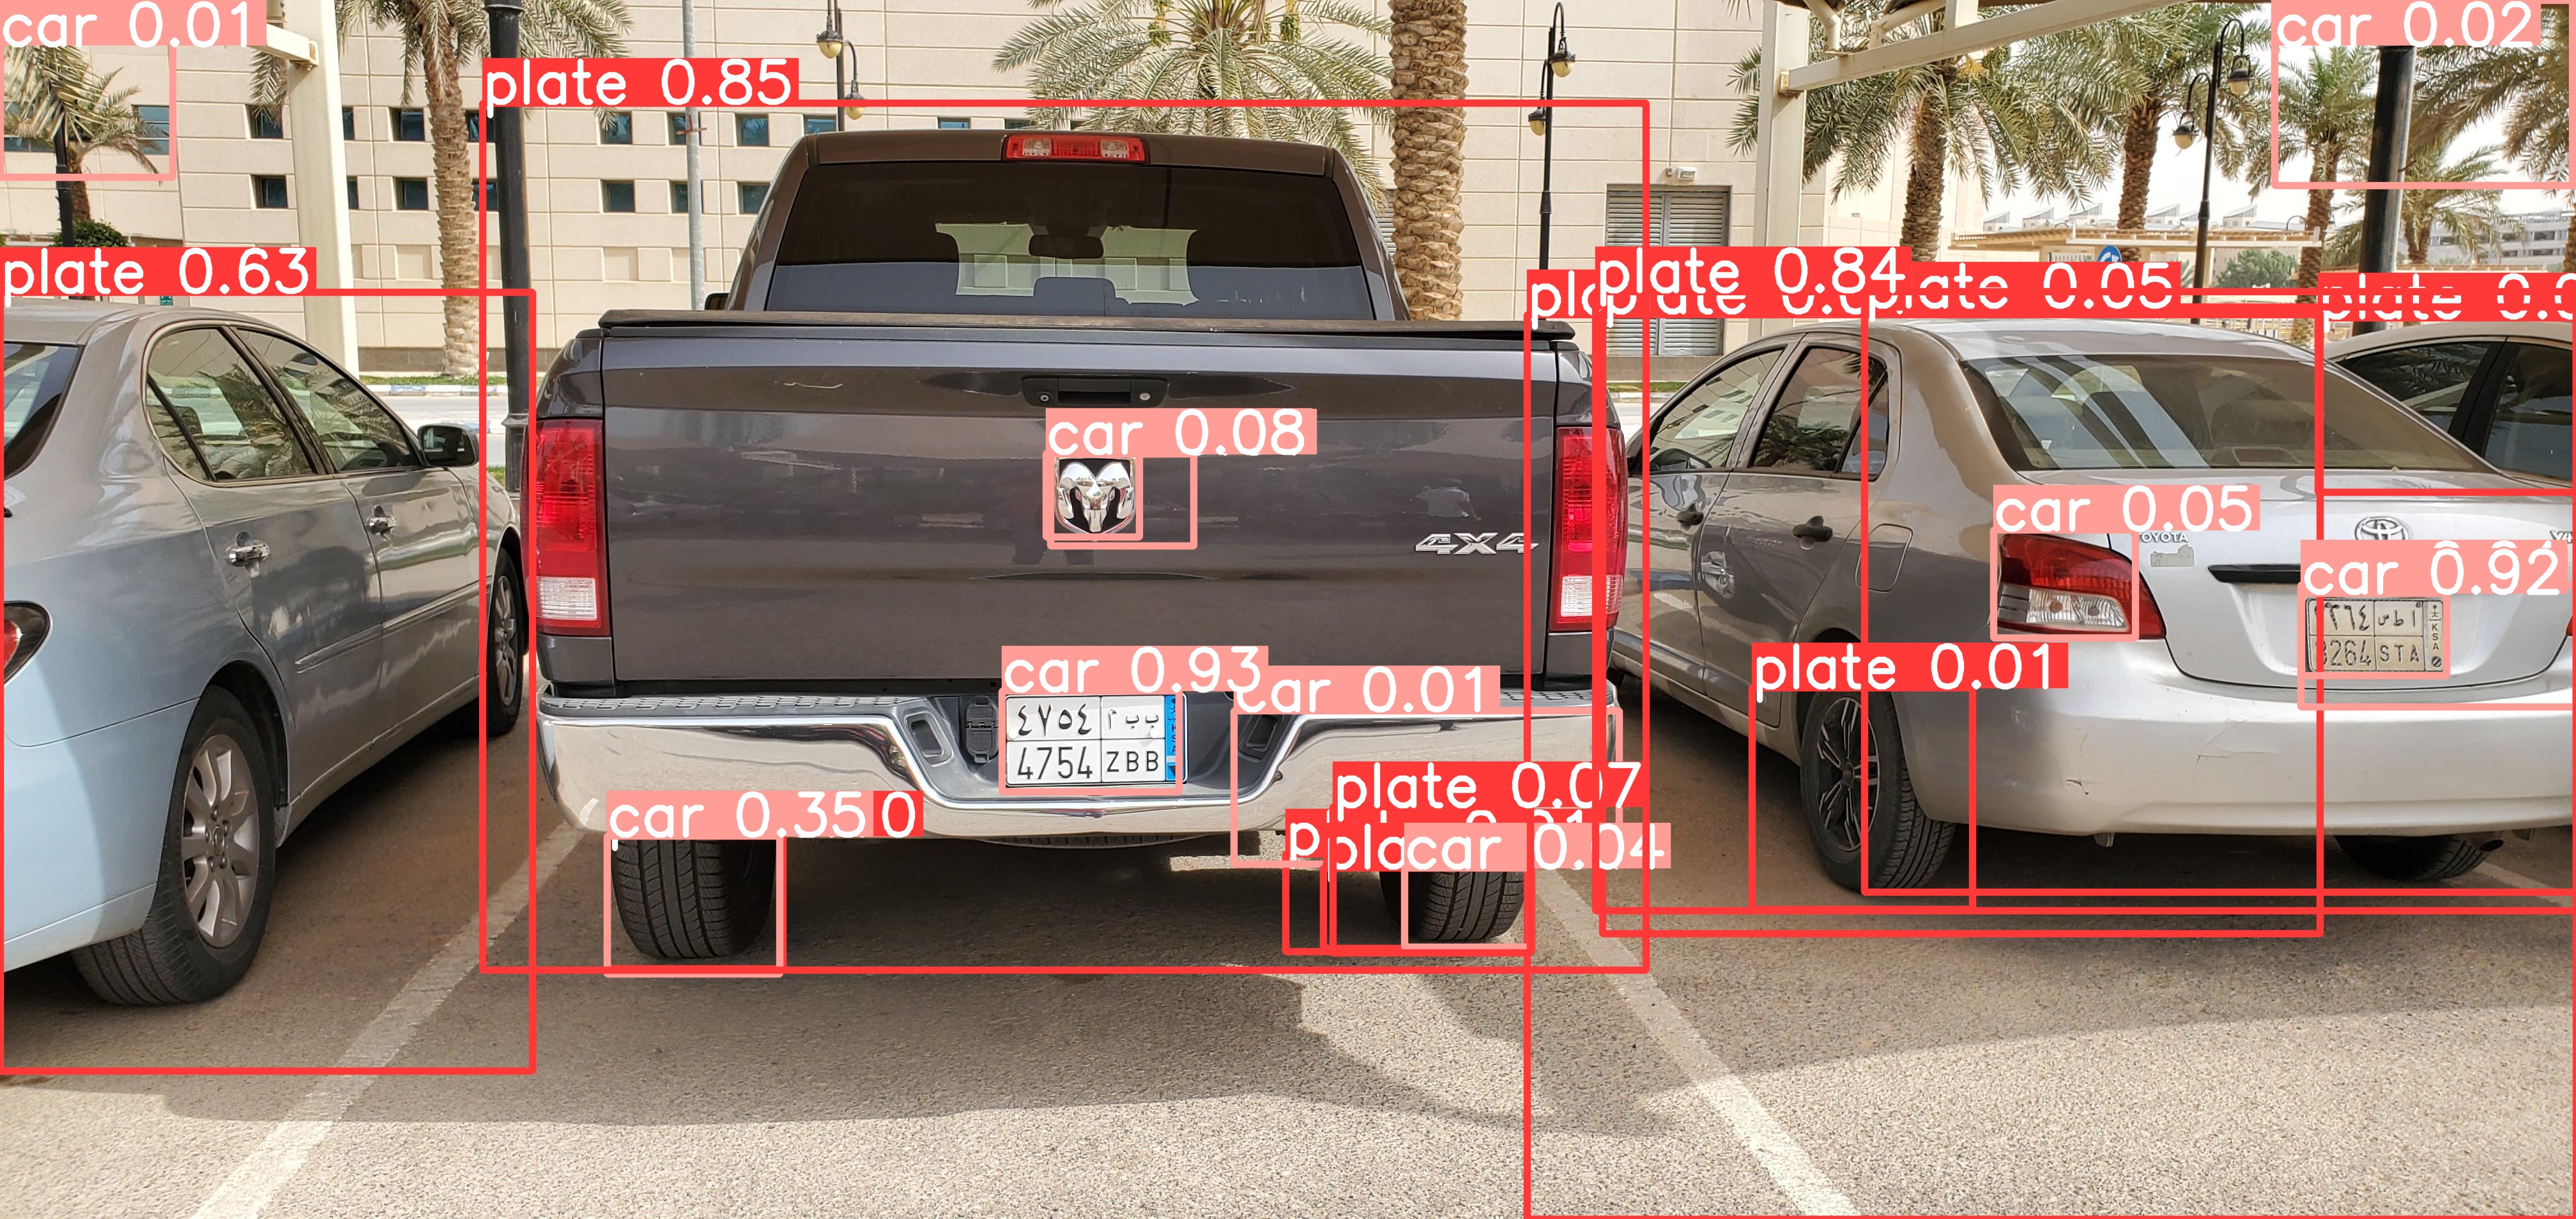 car 0.01
car 0.02
plate 0.85
plate 0.63
plate 0.84
plate 0.05
car 0.08
4X4
car 0.05
TOYOTA
car 0.92
أ ط س
3264 STA
KSA
car 0.93
٤٧٥٤ م ب ب
4754 ZBB
car 0.01
plate 0.01
plate 0.07
car 0.35
car 0.04